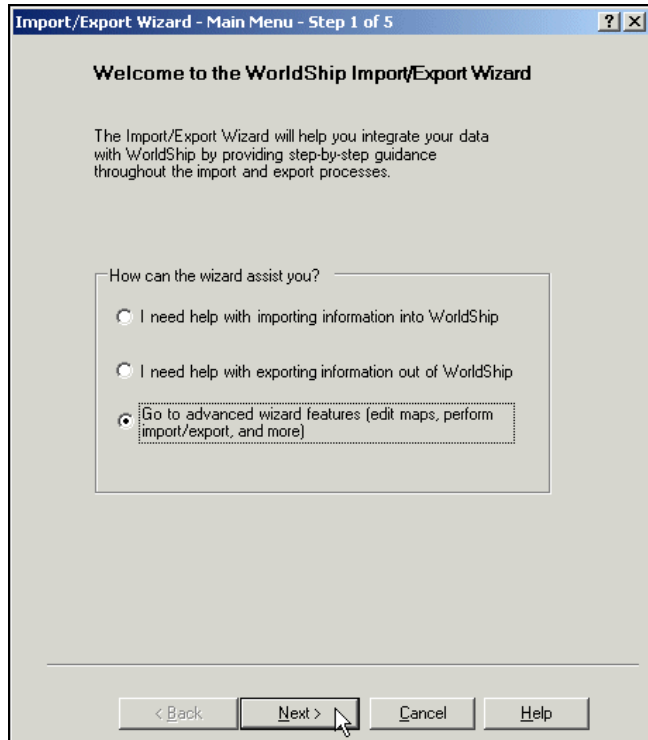 Import/Export Wizard - Main Menu - Step 1 of 5
Welcome to the WorldShip Import/Export Wizard
The Import/Export Wizard will help you integrate your data
with WorldShip by providing step-by-step guidance
throughout the import and export processes.
How can the wizard assist you?
I need help with importing information into WorldShip
I need help with exporting information out of WorldShip
Go to advanced wizard features (edit maps, perform
import/export, and more)
< Back
Next >
Cancel
Help